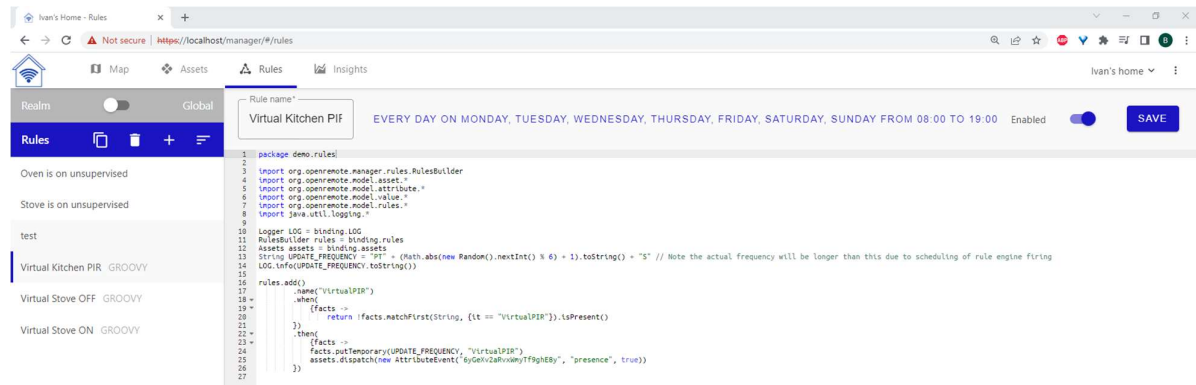 Ivan's Home - Rules
Not secure https://localhost/manager/#/rules
ABP
B
Map Assets Rules Insights Ivan's home
Realm Global
Rules
Oven is on unsupervised
Stove is on unsupervised
test
Virtual Kitchen PIR GROOVY
Virtual Stove OFF GROOVY
Virtual Stove ON GROOVY
Rule name*
Virtual Kitchen PIF EVERY DAY ON MONDAY, TUESDAY, WEDNESDAY, THURSDAY, FRIDAY, SATURDAY, SUNDAY FROM 08:00 TO 19:00 Enabled SAVE
1 package demo.rules
2
3 import org.openremote.manager.rules.RulesBuilder
4 import org.openremote.model.asset.*
5 import org.openremote.model.attribute.*
6 import org.openremote.model.value.*
7 import org.openremote.model.rules.*
8 import java.util.logging.*
9
10 Logger LOG = binding.LOG
11 RulesBuilder rules = binding.rules
12 Assets assets = binding.assets
13 String UPDATE_FREQUENCY = "PT" + (Math.abs(new Random().nextInt() % 6) + 1).toString() + "S" // Note the actual frequency will be longer than this due to scheduling of rule engine firing
14 LOG.info(UPDATE_FREQUENCY.toString())
15
16 rules.add()
17 .name("VirtualPIR")
18 .when(
19 {facts ->
20 return !facts.matchFirst(String, {it == "VirtualPIR"}).isPresent()
21 })
22 .then(
23 {facts ->
24 facts.putTemporary(UPDATE_FREQUENCY, "VirtualPIR")
25 assets.dispatch(new AttributeEvent("6yGeXv2aRvxWmyTf9ghEBy", "presence", true))
26 })
27